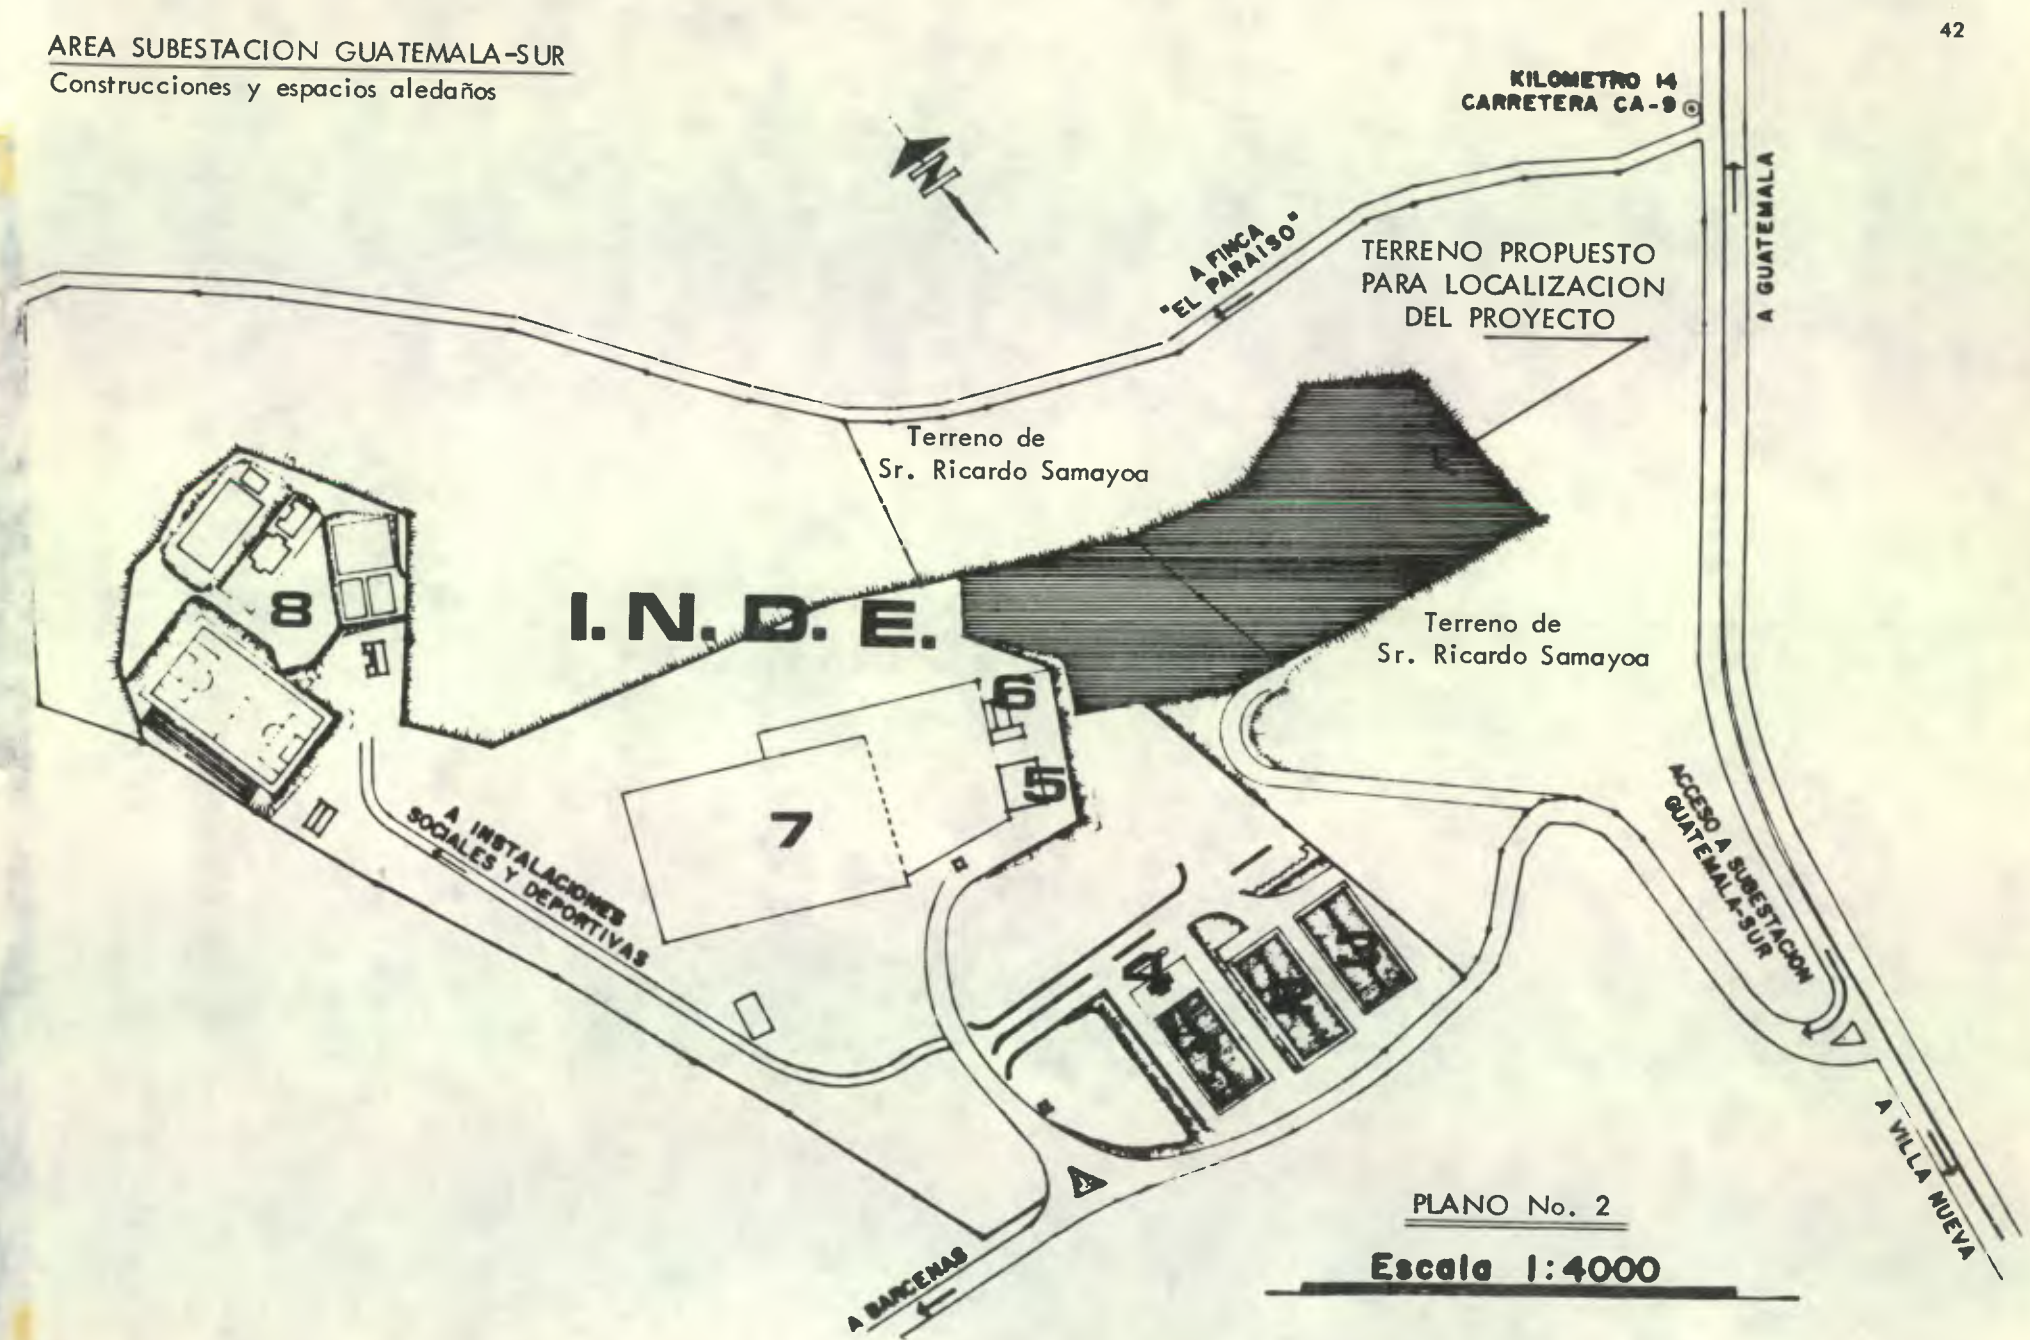 42
AREA SUBESTACION GUATEMALA-SUR
Construcciones y espacios aledaños
KILOMETRO 14
CARRETERA CA-9
N
A GUATEMALA
A FINCA
"EL PARAISO"
TERRENO PROPUESTO
PARA LOCALIZACION
DEL PROYECTO
Terreno de
Sr. Ricardo Samayoa
I.N.D.E.
8
Terreno de
Sr. Ricardo Samayoa
6
5
7
4
A INSTALACIONES
SOCIALES Y DEPORTIVAS
ACCESO A SUBESTACION
GUATEMALA-SUR
A VILLA NUEVA
A BARCENAS
PLANO No. 2
Escala 1:4000